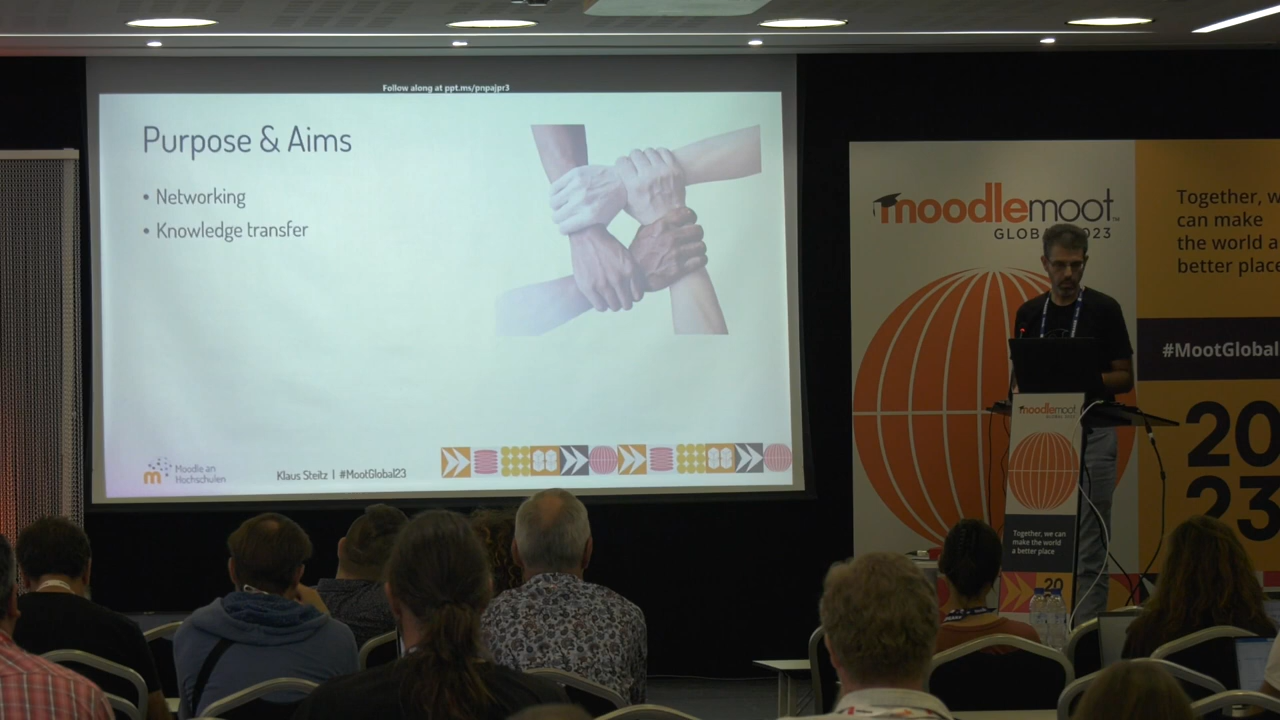 Follow along at ppt.ms/pnpajpr3
Purpose & Aims
• Networking
• Knowledge transfer
Moodle an
Hochschulen
Klaus Steitz | #MootGlobal23
moodlemoot™
GLOBAL 2023
Together, w
can make
the world a
better place
#MootGlobal
20
23
moodlemoot
Together, we can
make the world
a better place
20